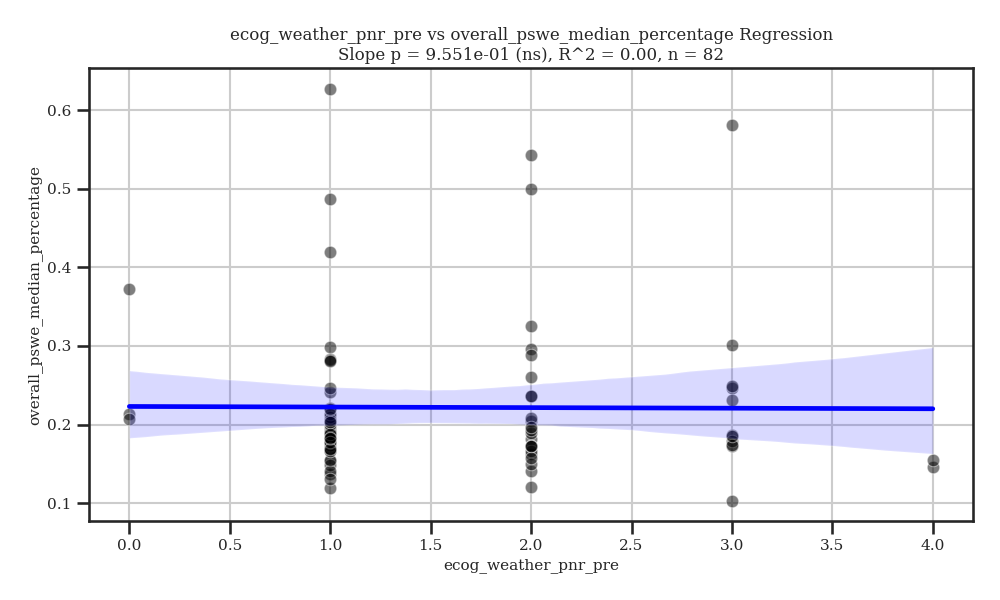 ecog_weather_pnr_pre vs overall_pswe_median_percentage Regression
Slope p = 9.551e-01 (ns), R^2 = 0.00, n = 82
overall_pswe_median_percentage
0.6
0.5
0.4
0.3
0.2
0.1
0.0 0.5 1.0 1.5 2.0 2.5 3.0 3.5 4.0
ecog_weather_pnr_pre